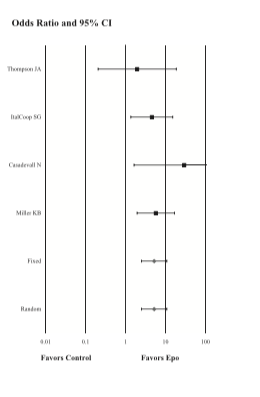 Odds Ratio and 95% CI
Thompson JA
ItalCoop SG
Casadevall N
Miller KB
Fixed
Random
0.01 0.1 1 10 100
Favors Control Favors Epo